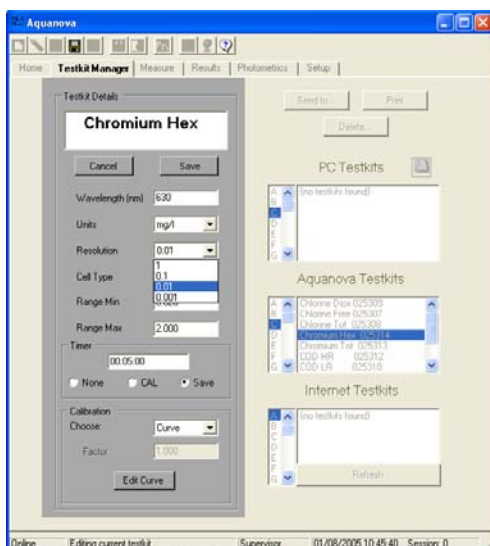 Aquanova
Home Testkit Manager Measure Results Photometrics Setup
Testkit Details
Chromium Hex
Cancel Save
Wavelength (nm) 630
Units mg/l
Resolution 0.01
1
0.1
0.01
0.001
Cell Type
Range Min
Range Max 2.000
Timer
00:05:00
None CAL Save
Calibration
Choose: Curve
Factor 1.000
Edit Curve
Send to... Print
Delete...
PC Testkits
A
B
C
D
E
F
G
(no testkits found)
Aquanova Testkits
A
B
C
D
E
F
G
Chlorine Diox 025303
Chlorine Free 025307
Chlorine Tot 025308
Chromium Hex 025314
Chromium Tot 025313
COD HR 025312
COD LR 025310
Internet Testkits
A
B
C
D
E
F
G
(no testkits found)
Refresh
Online Editing current testkit Supervisor 01/08/2005 10:45:40 Session: 0